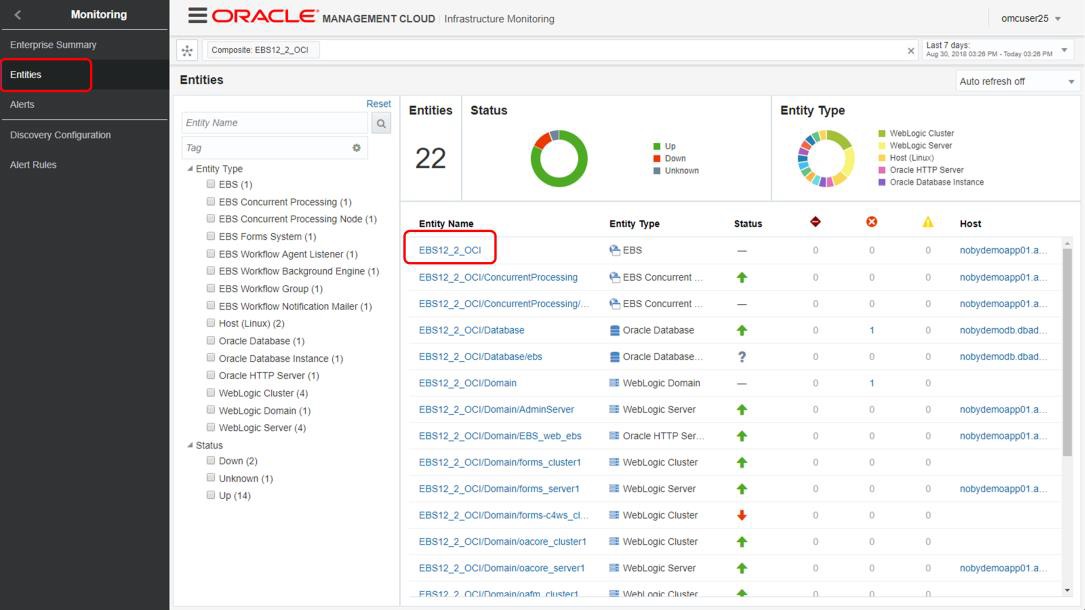 Monitoring
Enterprise Summary
Entities
Alerts
Discovery Configuration
Alert Rules
ORACLE® MANAGEMENT CLOUD Infrastructure Monitoring
omcuser25
Composite: EBS12_2_OCI
Last 7 days:
Aug 30, 2018 03:26 PM - Today 03:26 PM
Entities
Auto refresh off
Reset
Entity Name
Tag
Entity Type
EBS (1)
EBS Concurrent Processing (1)
EBS Concurrent Processing Node (1)
EBS Forms System (1)
EBS Workflow Agent Listener (1)
EBS Workflow Background Engine (1)
EBS Workflow Group (1)
EBS Workflow Notification Mailer (1)
Host (Linux) (2)
Oracle Database (1)
Oracle Database Instance (1)
Oracle HTTP Server (1)
WebLogic Cluster (4)
WebLogic Domain (1)
WebLogic Server (4)
Status
Down (2)
Unknown (1)
Up (14)
Entities
22
Status
Up
Down
Unknown
Entity Type
WebLogic Cluster
WebLogic Server
Host (Linux)
Oracle HTTP Server
Oracle Database Instance
Entity Name Entity Type Status Host
EBS12_2_OCI EBS — 0 0 0 nobydemoapp01.a...
EBS12_2_OCI/ConcurrentProcessing EBS Concurrent ... 0 0 0 nobydemoapp01.a...
EBS12_2_OCI/ConcurrentProcessing/... EBS Concurrent ... — 0 0 0 nobydemoapp01.a...
EBS12_2_OCI/Database Oracle Database 0 1 0 nobydemodb.dbad...
EBS12_2_OCI/Database/ebs Oracle Database... ? 0 0 0 nobydemodb.dbad...
EBS12_2_OCI/Domain WebLogic Domain — 0 1 0
EBS12_2_OCI/Domain/AdminServer WebLogic Server 0 0 0 nobydemoapp01.a...
EBS12_2_OCI/Domain/EBS_web_ebs Oracle HTTP Ser... 0 0 0 nobydemoapp01.a...
EBS12_2_OCI/Domain/forms_cluster1 WebLogic Cluster 0 0 0
EBS12_2_OCI/Domain/forms_server1 WebLogic Server 0 0 0 nobydemoapp01.a...
EBS12_2_OCI/Domain/forms-c4ws_cl... WebLogic Cluster 0 0 0
EBS12_2_OCI/Domain/oacore_cluster1 WebLogic Cluster 0 0 0
EBS12_2_OCI/Domain/oacore_server1 WebLogic Server 0 0 0 nobydemoapp01.a...
EBS12_2_OCI/Domain/oafm_cluster1 WebLogic Cluster 0 0 0